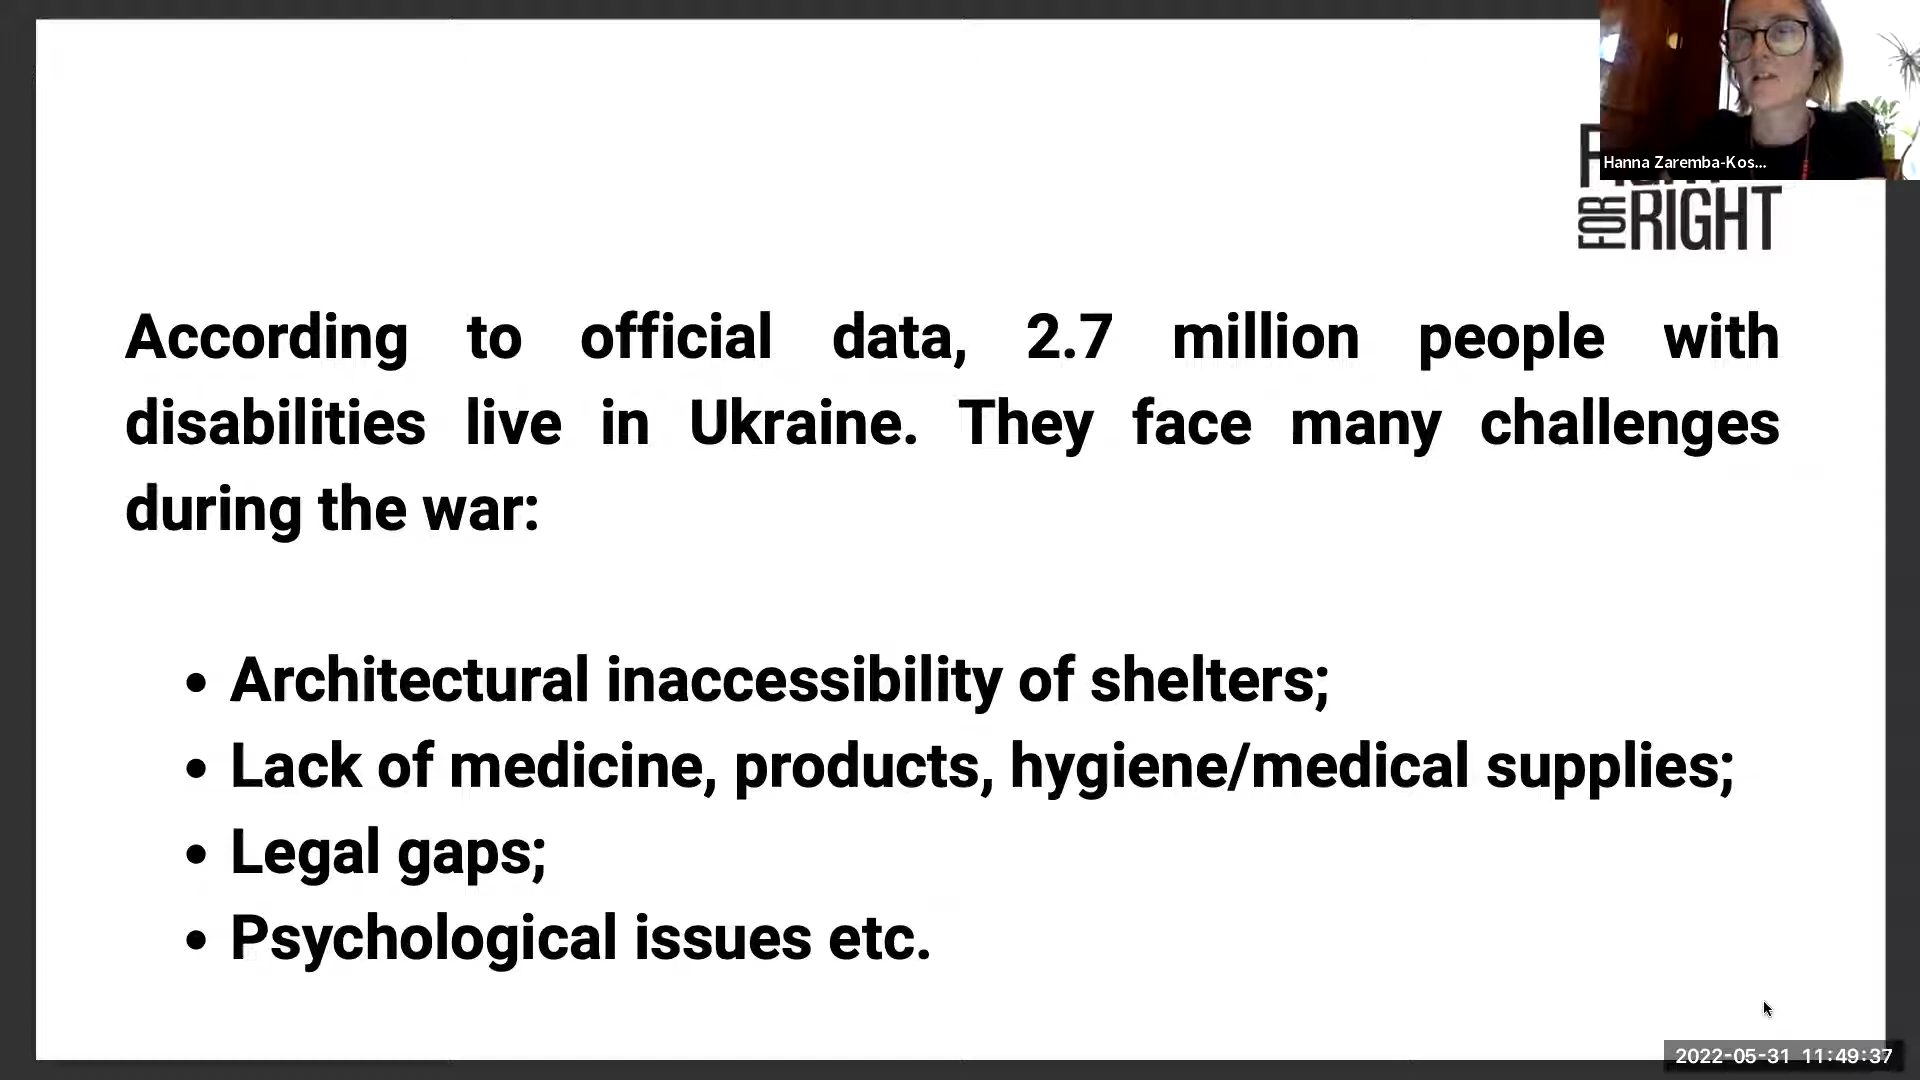 Hanna Zaremba-Kos...
FOR RIGHT
According to official data, 2.7 million people with
disabilities live in Ukraine. They face many challenges
during the war:
• Architectural inaccessibility of shelters;
• Lack of medicine, products, hygiene/medical supplies;
• Legal gaps;
• Psychological issues etc.
2022-05-31 11:49:37